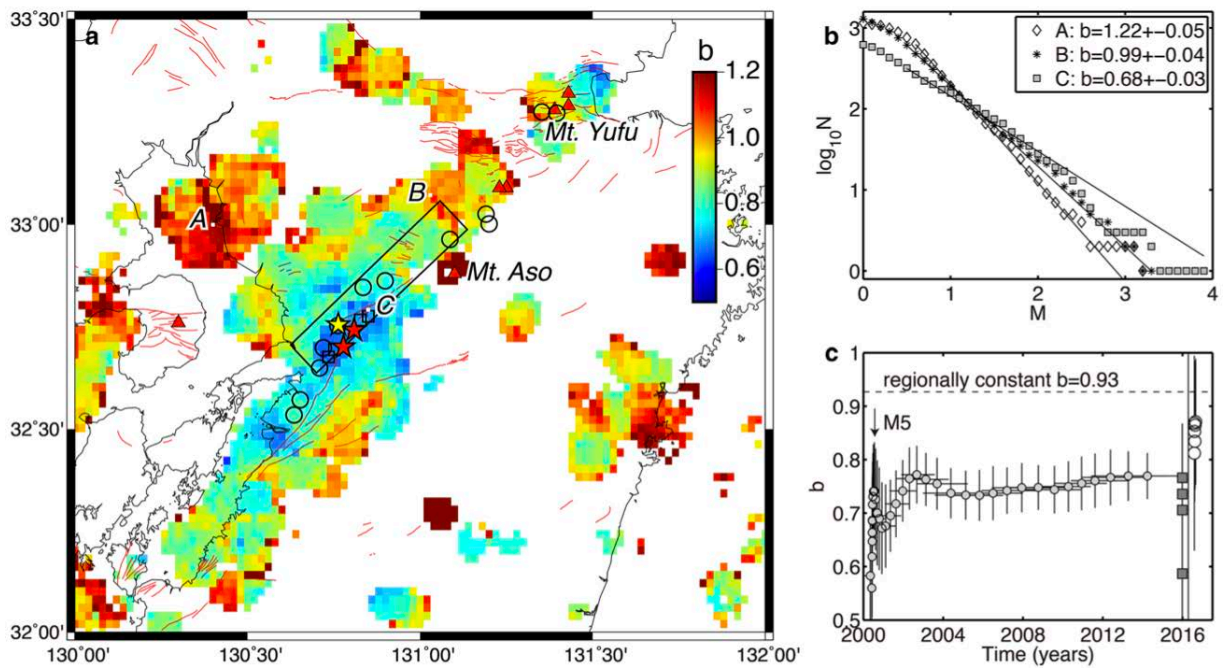 33°30'
33°00'
32°30'
32°00'
130°00'
130°30'
131°00'
131°30'
132°00'
a
b
1.2
1.0
0.8
0.6
Mt. Yufu
B
A
Mt. Aso
C
b
A: b=1.22+-0.05
B: b=0.99+-0.04
C: b=0.68+-0.03
log10N
3
2
1
0
0
1
2
3
4
M
c
regionally constant b=0.93
M5
b
1
0.9
0.8
0.7
0.6
0.5
2000
2004
2008
2012
2016
Time (years)